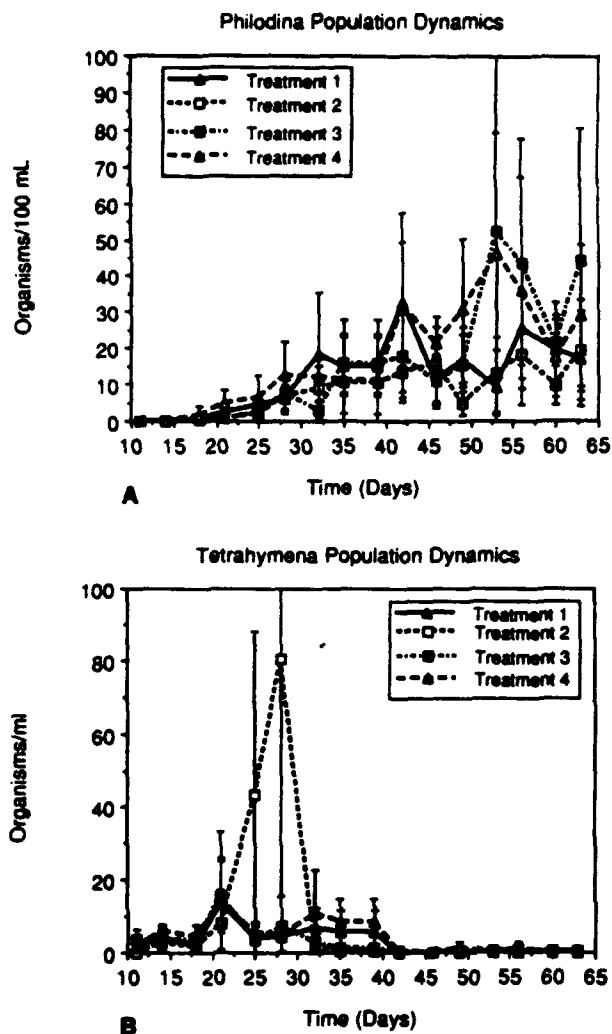 Philodina Population Dynamics
100
90
80
70
60
50
40
30
20
10
0
Organisms/100 mL
Treatment 1
Treatment 2
Treatment 3
Treatment 4
10 15 20 25 30 35 40 45 50 55 60 65
Time (Days)
A
Tetrahymena Population Dynamics
100
80
60
40
20
0
Organisms/ml
Treatment 1
Treatment 2
Treatment 3
Treatment 4
10 15 20 25 30 35 40 45 50 55 60 65
Time (Days)
B